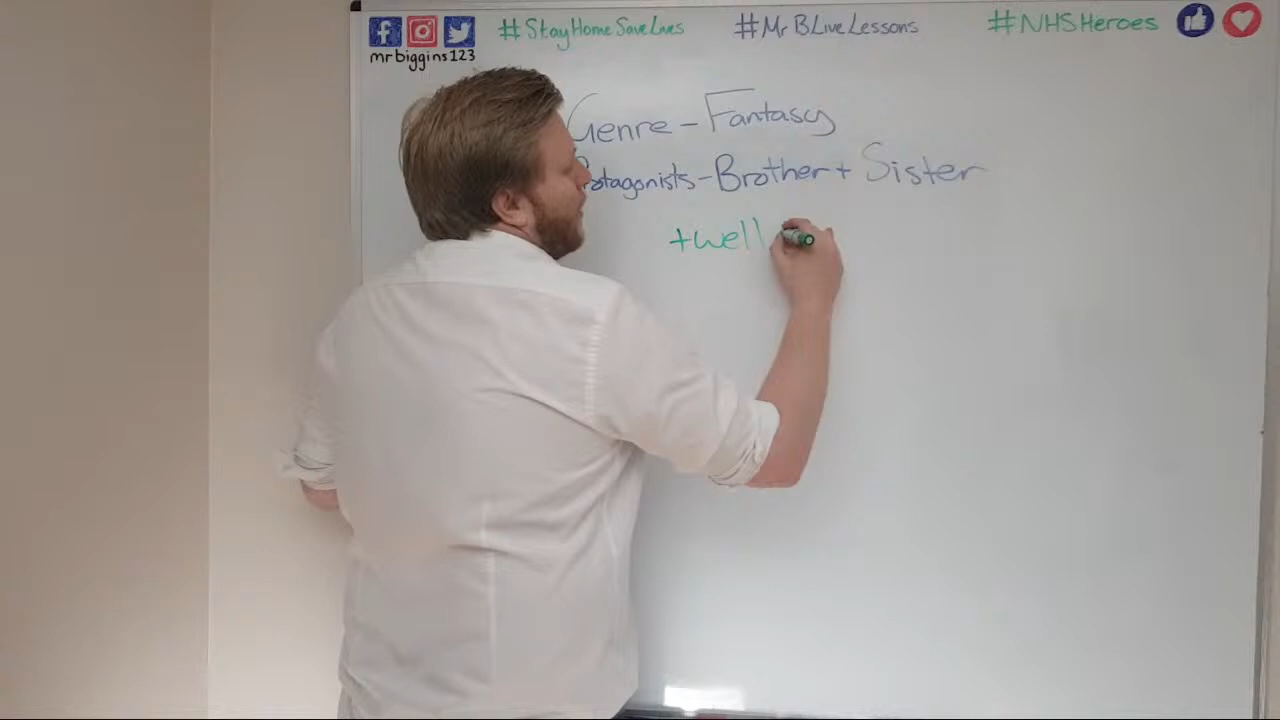 #StayHomeSaveLives #MrBLiveLessons #NHSHeroes
mrbiggins123
Genre - Fantasy
Protagonists - Brother + Sister
+well